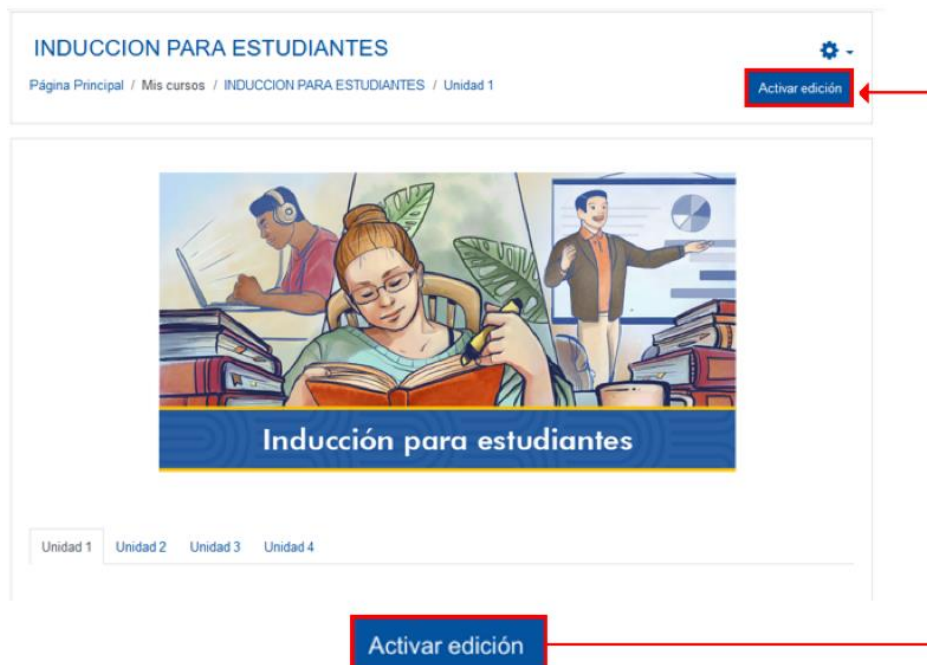 INDUCCION PARA ESTUDIANTES
Página Principal / Mis cursos / INDUCCION PARA ESTUDIANTES / Unidad 1
Activar edición
Inducción para estudiantes
Unidad 1 Unidad 2 Unidad 3 Unidad 4
Activar edición